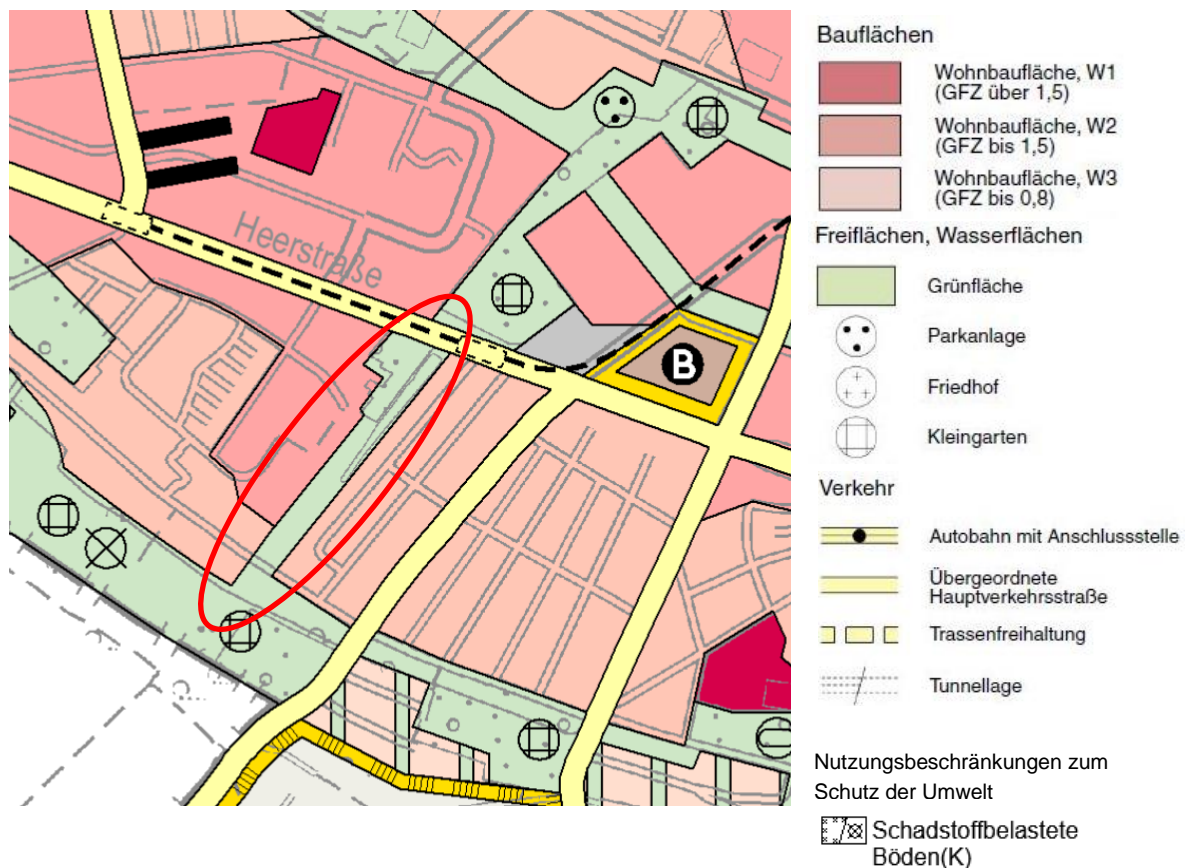 Heerstraße
B
Bauflächen
Wohnbaufläche, W1
(GFZ über 1,5)
Wohnbaufläche, W2
(GFZ bis 1,5)
Wohnbaufläche, W3
(GFZ bis 0,8)
Freiflächen, Wasserflächen
Grünfläche
Parkanlage
Friedhof
Kleingarten
Verkehr
Autobahn mit Anschlussstelle
Übergeordnete
Hauptverkehrsstraße
Trassenfreihaltung
Tunnellage
Nutzungsbeschränkungen zum
Schutz der Umwelt
Schadstoffbelastete
Böden(K)